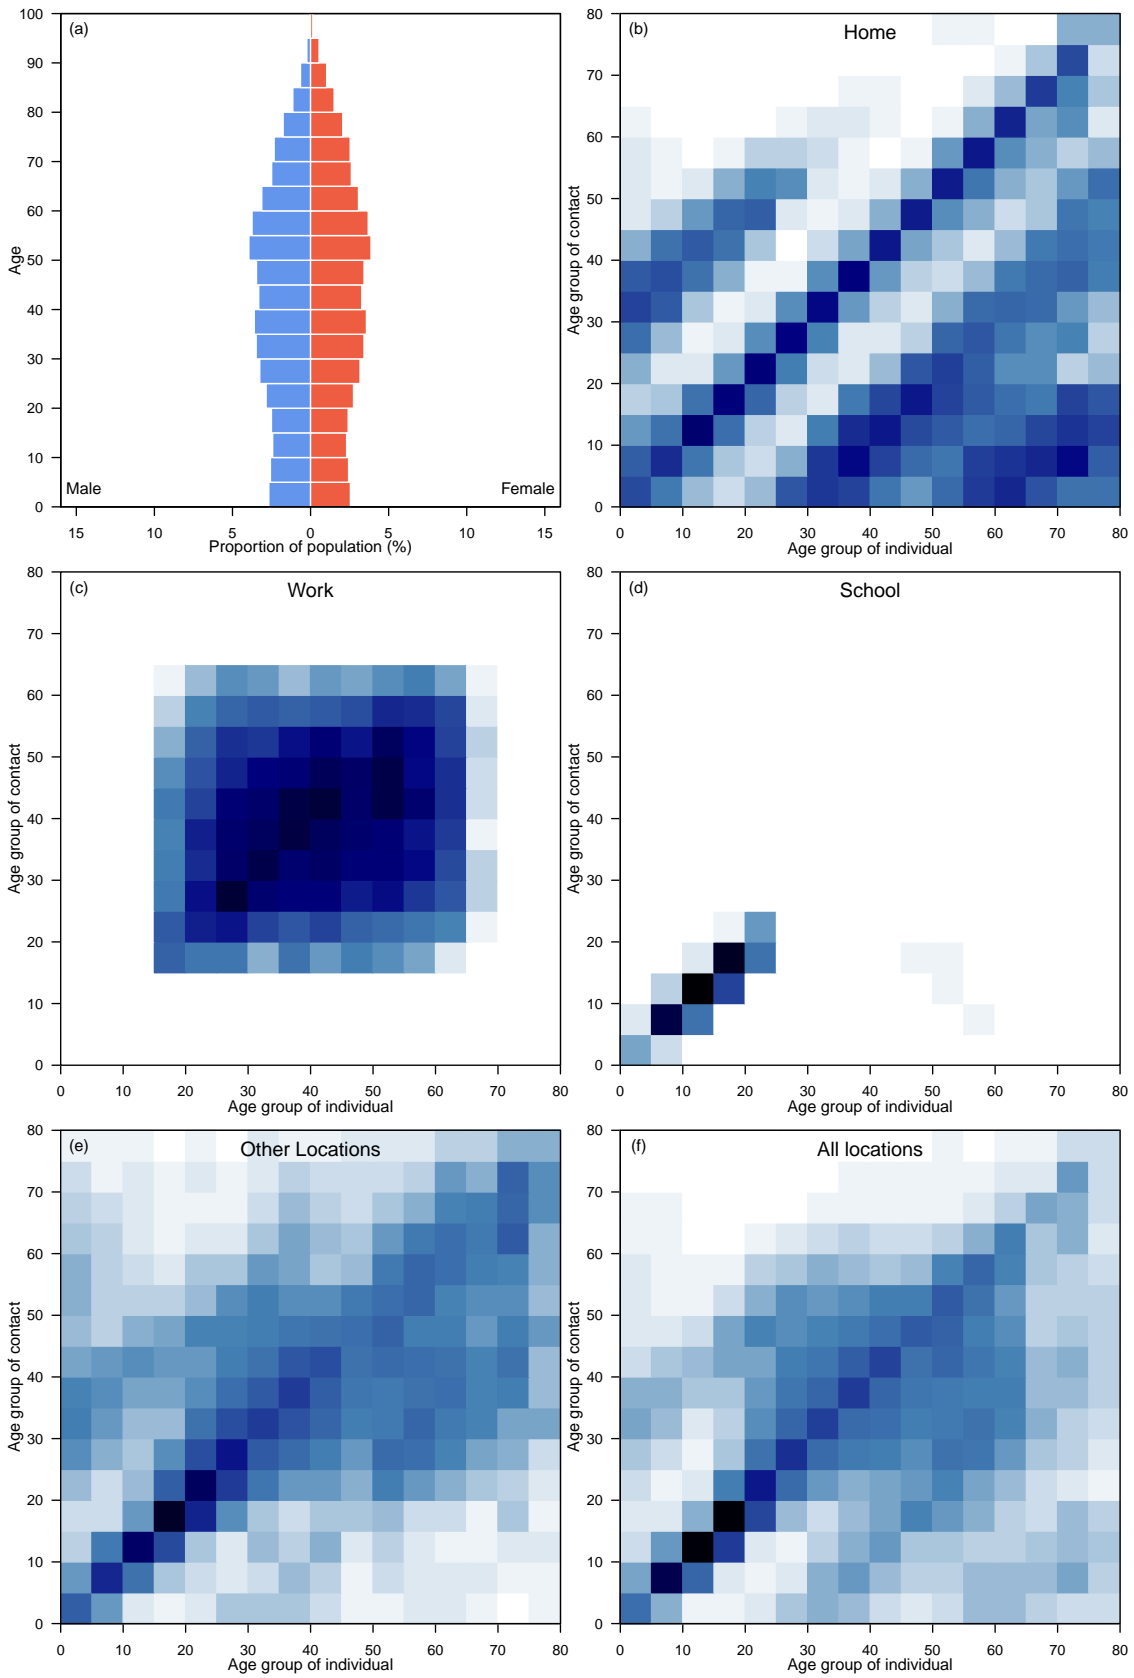 (a)
100
90
80
70
60
50
40
30
20
10
0
Age
Male
Female
15 10 5 0 5 10 15
Proportion of population (%)
(b)
Home
80
70
60
50
40
30
20
10
0
Age group of contact
0 10 20 30 40 50 60 70 80
Age group of individual
(c)
Work
80
70
60
50
40
30
20
10
0
Age group of contact
0 10 20 30 40 50 60 70 80
Age group of individual
(d)
School
80
70
60
50
40
30
20
10
0
Age group of contact
0 10 20 30 40 50 60 70 80
Age group of individual
(e)
Other Locations
80
70
60
50
40
30
20
10
0
Age group of contact
0 10 20 30 40 50 60 70 80
Age group of individual
(f)
All locations
80
70
60
50
40
30
20
10
0
Age group of contact
0 10 20 30 40 50 60 70 80
Age group of individual